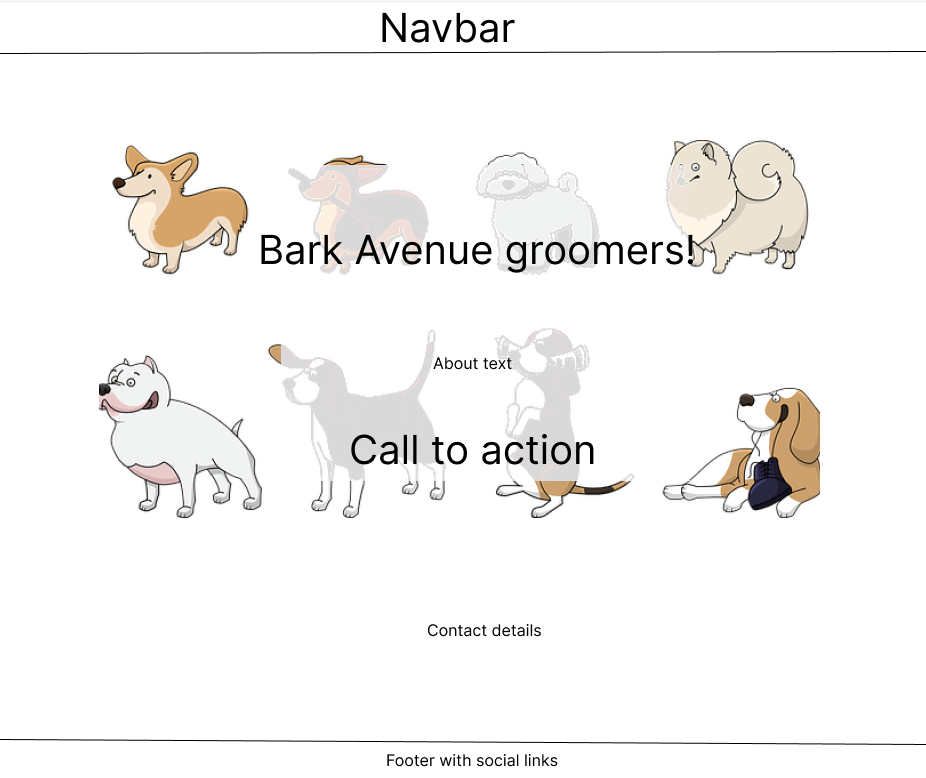 Navbar
Bark Avenue groomers!
About text
Call to action
Contact details
Footer with social links